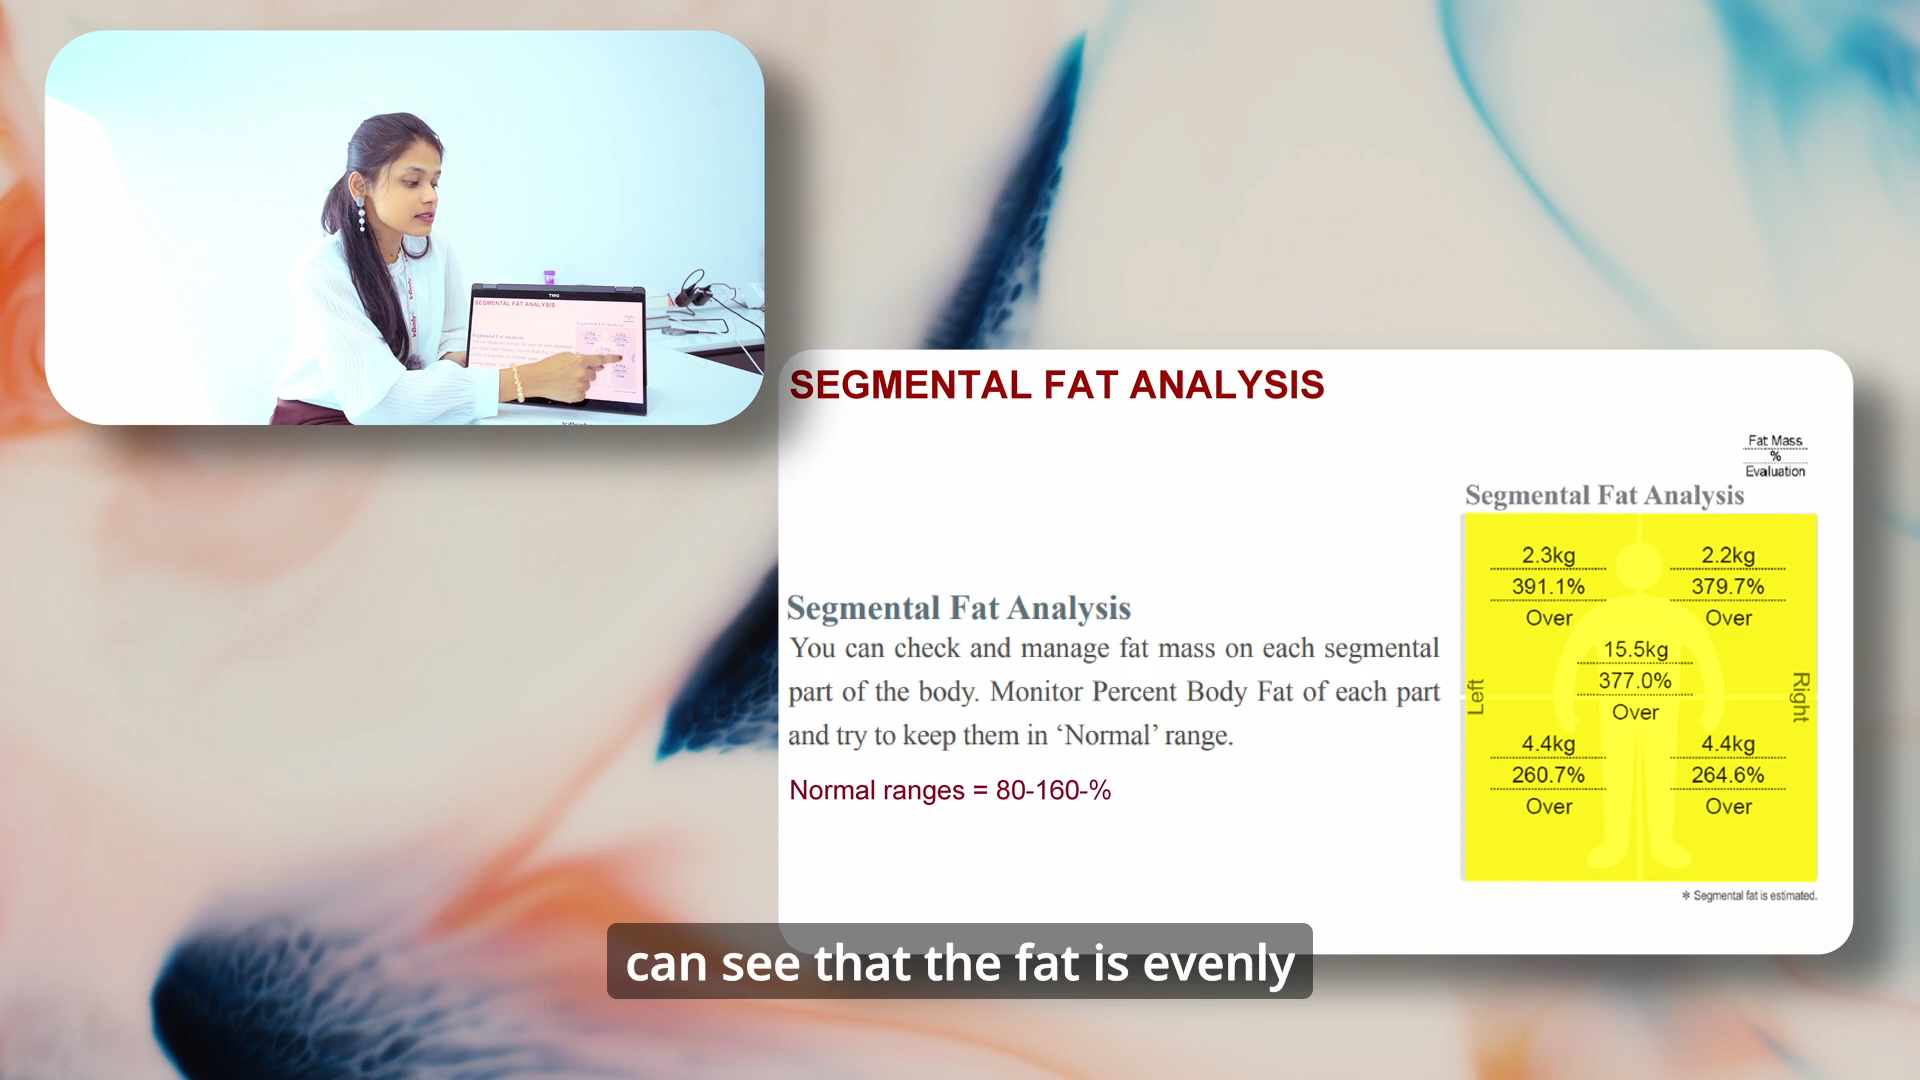 SEGMENTAL FAT ANALYSIS
SEGMENTAL FAT ANALYSIS
Fat Mass
%
Evaluation
Segmental Fat Analysis
2.3kg
391.1%
Over
2.2kg
379.7%
Over
15.5kg
377.0%
Over
Left
Right
4.4kg
260.7%
Over
4.4kg
264.6%
Over
* Segmental fat is estimated.
Segmental Fat Analysis
You can check and manage fat mass on each segmental
part of the body. Monitor Percent Body Fat of each part
and try to keep them in ‘Normal’ range.
Normal ranges = 80-160-%
can see that the fat is evenly